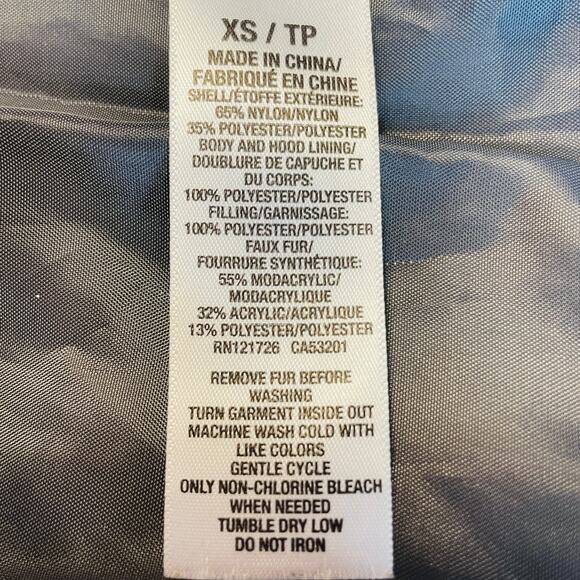 XS / TP
MADE IN CHINA/
FABRIQUÉ EN CHINE
SHELL/ÉTOFFE EXTÉRIEURE:
65% NYLON/NYLON
35% POLYESTER/POLYESTER
BODY AND HOOD LINING/
DOUBLURE DE CAPUCHE ET
DU CORPS:
100% POLYESTER/POLYESTER
FILLING/GARNISSAGE:
100% POLYESTER/POLYESTER
FAUX FUR/
FOURRURE SYNTHÉTIQUE:
55% MODACRYLIC/
MODACRYLIQUE
32% ACRYLIC/ACRYLIQUE
13% POLYESTER/POLYESTER
RN121726 CA53201
REMOVE FUR BEFORE
WASHING
TURN GARMENT INSIDE OUT
MACHINE WASH COLD WITH
LIKE COLORS
GENTLE CYCLE
ONLY NON-CHLORINE BLEACH
WHEN NEEDED
TUMBLE DRY LOW
DO NOT IRON